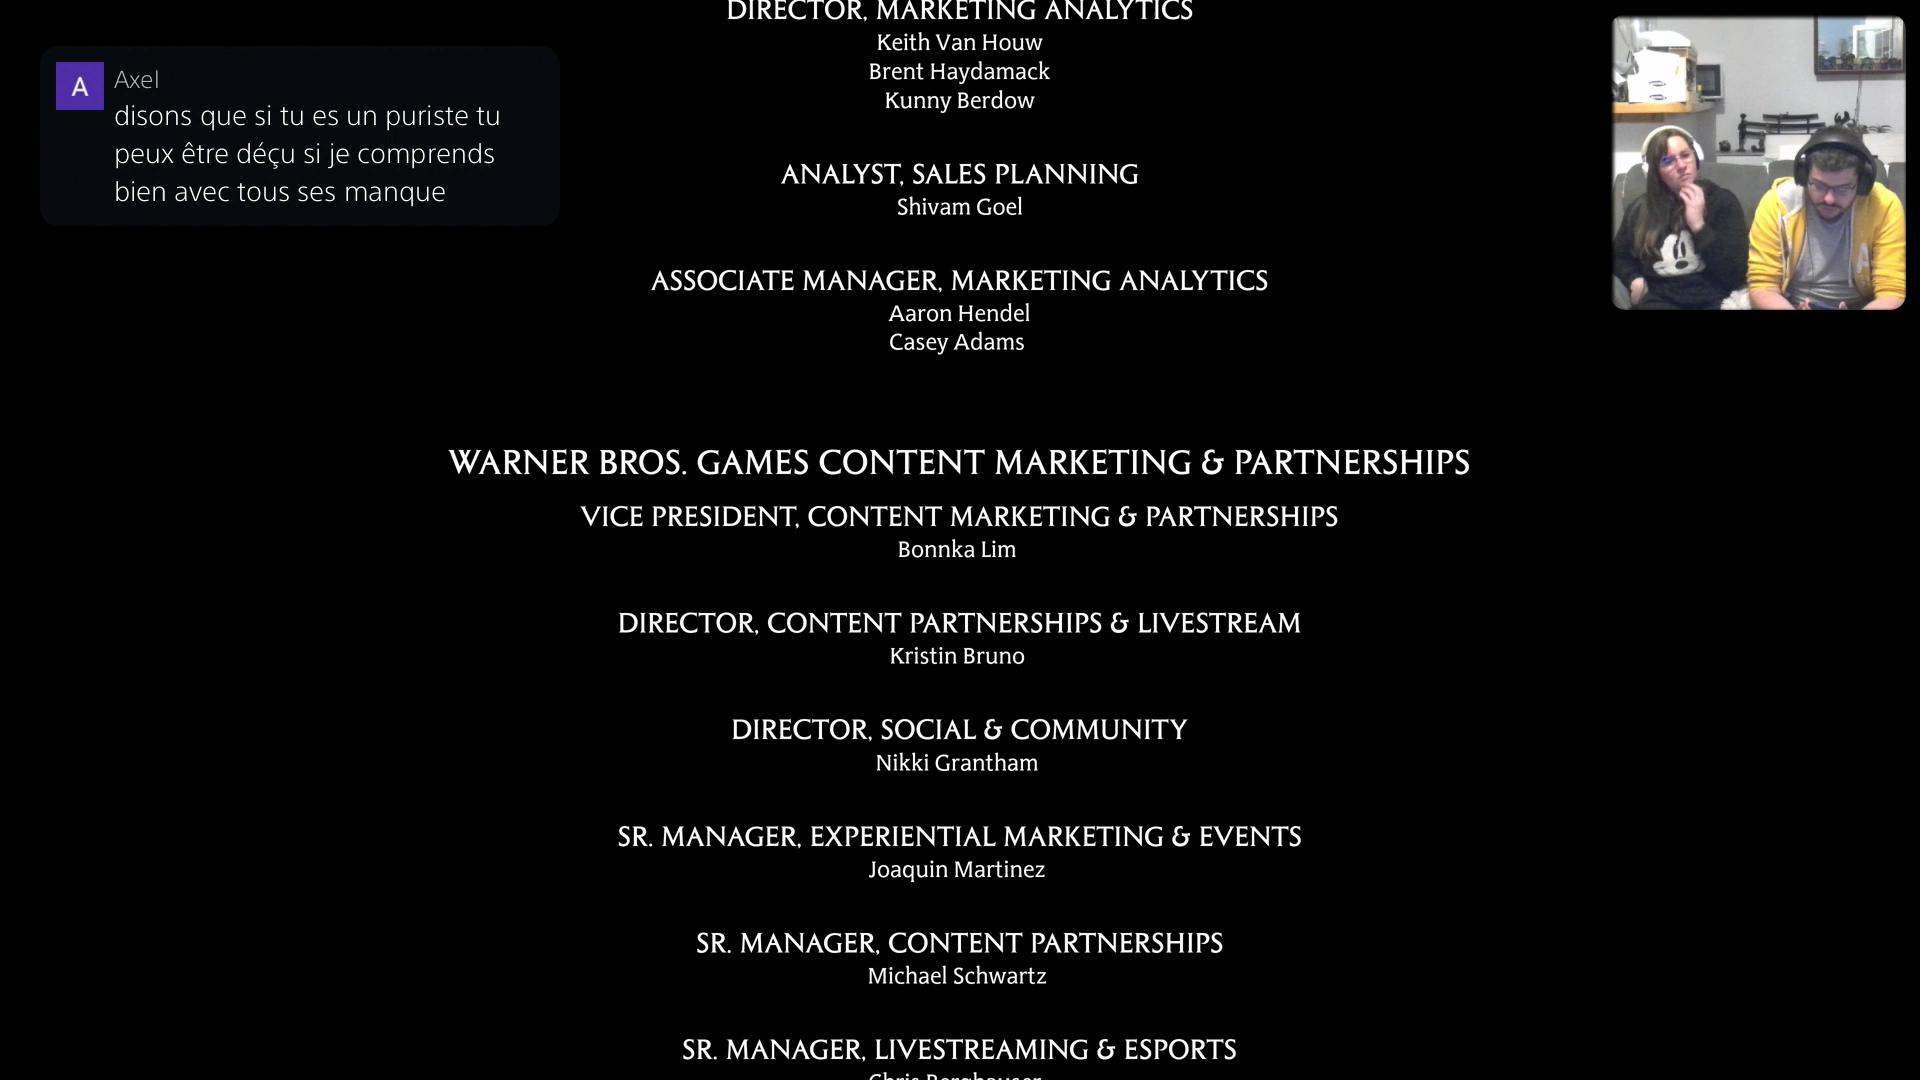 DIRECTOR, MARKETING ANALYTICS
Keith Van Houw
Brent Haydamack
Kunny Berdow
A
Axel
disons que si tu es un puriste tu
peux être déçu si je comprends
bien avec tous ses manque
ANALYST, SALES PLANNING
Shivam Goel
ASSOCIATE MANAGER, MARKETING ANALYTICS
Aaron Hendel
Casey Adams
WARNER BROS. GAMES CONTENT MARKETING & PARTNERSHIPS
VICE PRESIDENT, CONTENT MARKETING & PARTNERSHIPS
Bonnka Lim
DIRECTOR, CONTENT PARTNERSHIPS & LIVESTREAM
Kristin Bruno
DIRECTOR, SOCIAL & COMMUNITY
Nikki Grantham
SR. MANAGER, EXPERIENTIAL MARKETING & EVENTS
Joaquin Martinez
SR. MANAGER, CONTENT PARTNERSHIPS
Michael Schwartz
SR. MANAGER, LIVESTREAMING & ESPORTS